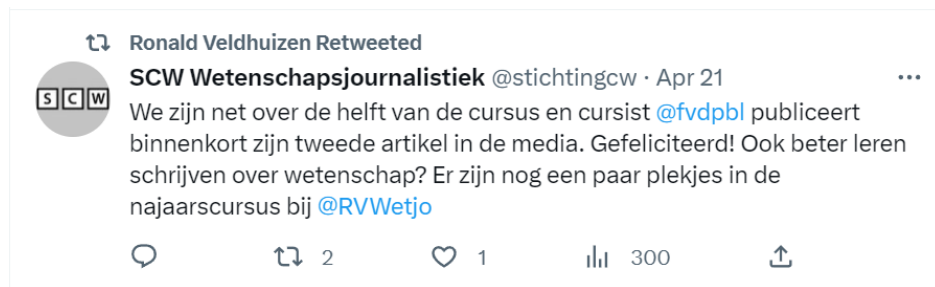 Ronald Veldhuizen Retweeted
SCW Wetenschapsjournalistiek @stichtingcw · Apr 21
SCW
We zijn net over de helft van de cursus en cursist @fvdpbl publiceert
binnenkort zijn tweede artikel in de media. Gefeliciteerd! Ook beter leren
schrijven over wetenschap? Er zijn nog een paar plekjes in de
najaarscursus bij @RVWetjo
2 1 300